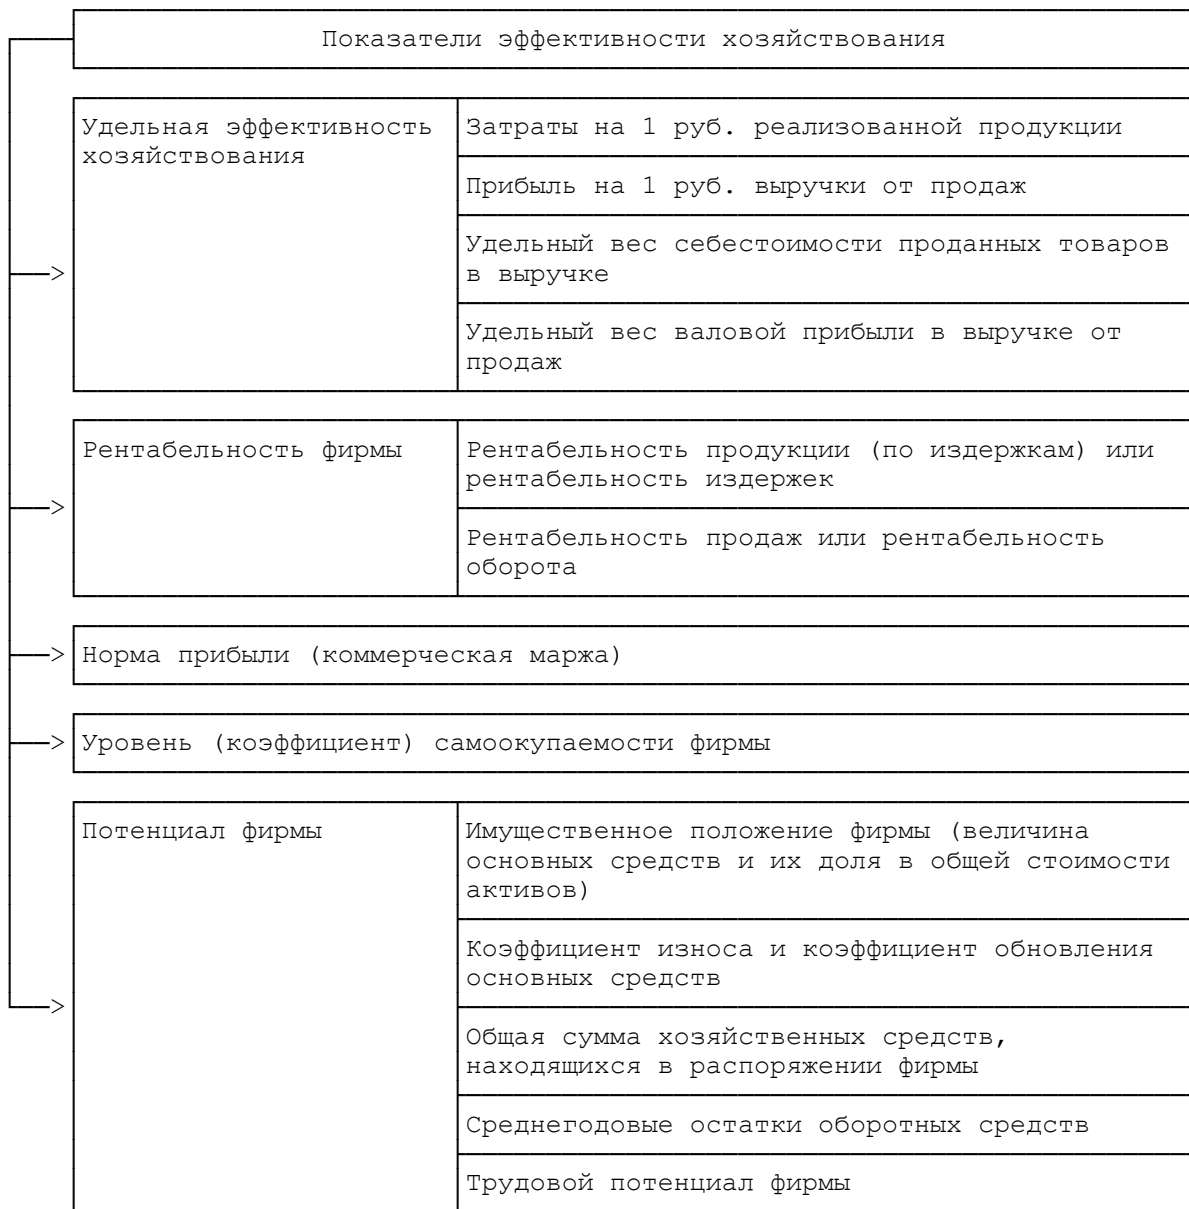 Показатели эффективности хозяйствования
Удельная эффективность
хозяйствования
Затраты на 1 руб. реализованной продукции
Прибыль на 1 руб. выручки от продаж
Удельный вес себестоимости проданных товаров
в выручке
Удельный вес валовой прибыли в выручке от
продаж
Рентабельность фирмы
Рентабельность продукции (по издержкам) или
рентабельность издержек
Рентабельность продаж или рентабельность
оборота
Норма прибыли (коммерческая маржа)
Уровень (коэффициент) самоокупаемости фирмы
Потенциал фирмы
Имущественное положение фирмы (величина
основных средств и их доля в общей стоимости
активов)
Коэффициент износа и коэффициент обновления
основных средств
Общая сумма хозяйственных средств,
находящихся в распоряжении фирмы
Среднегодовые остатки оборотных средств
Трудовой потенциал фирмы